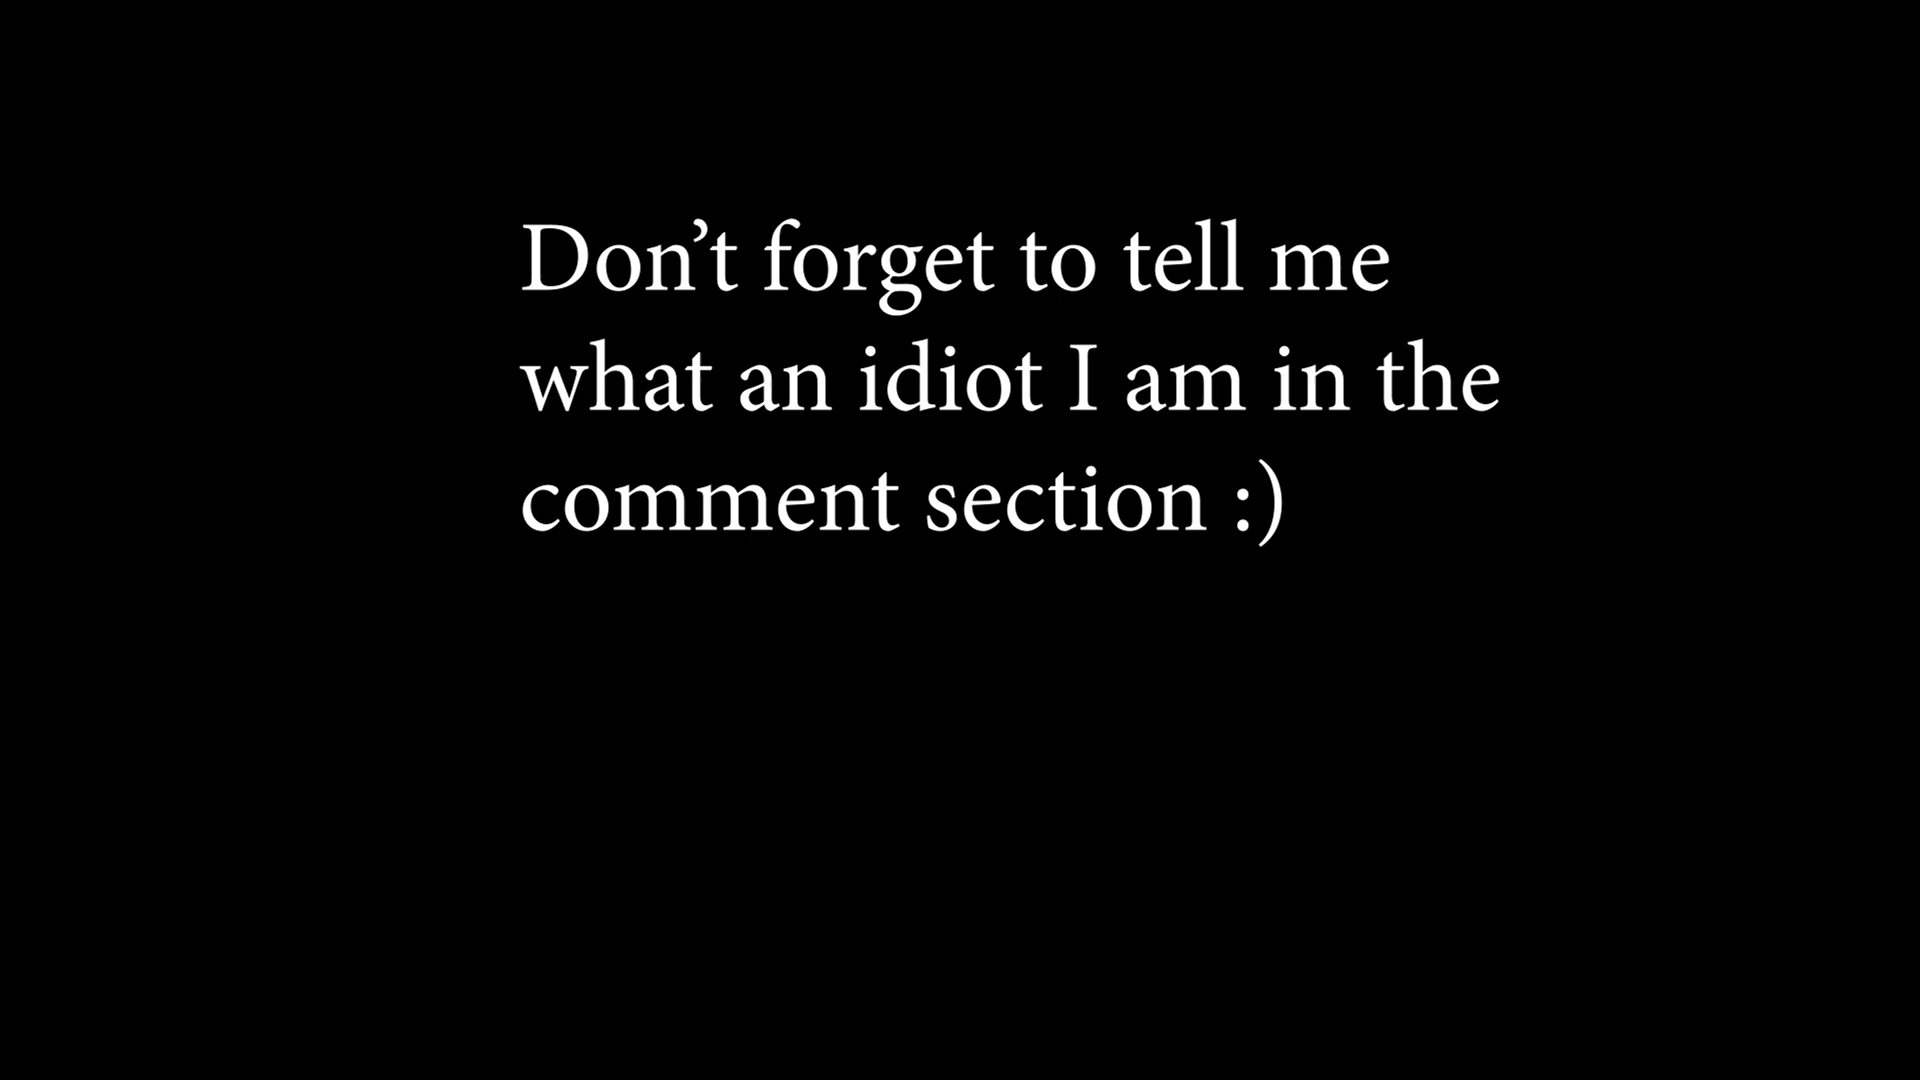 Don’t forget to tell me
what an idiot I am in the
comment section :)